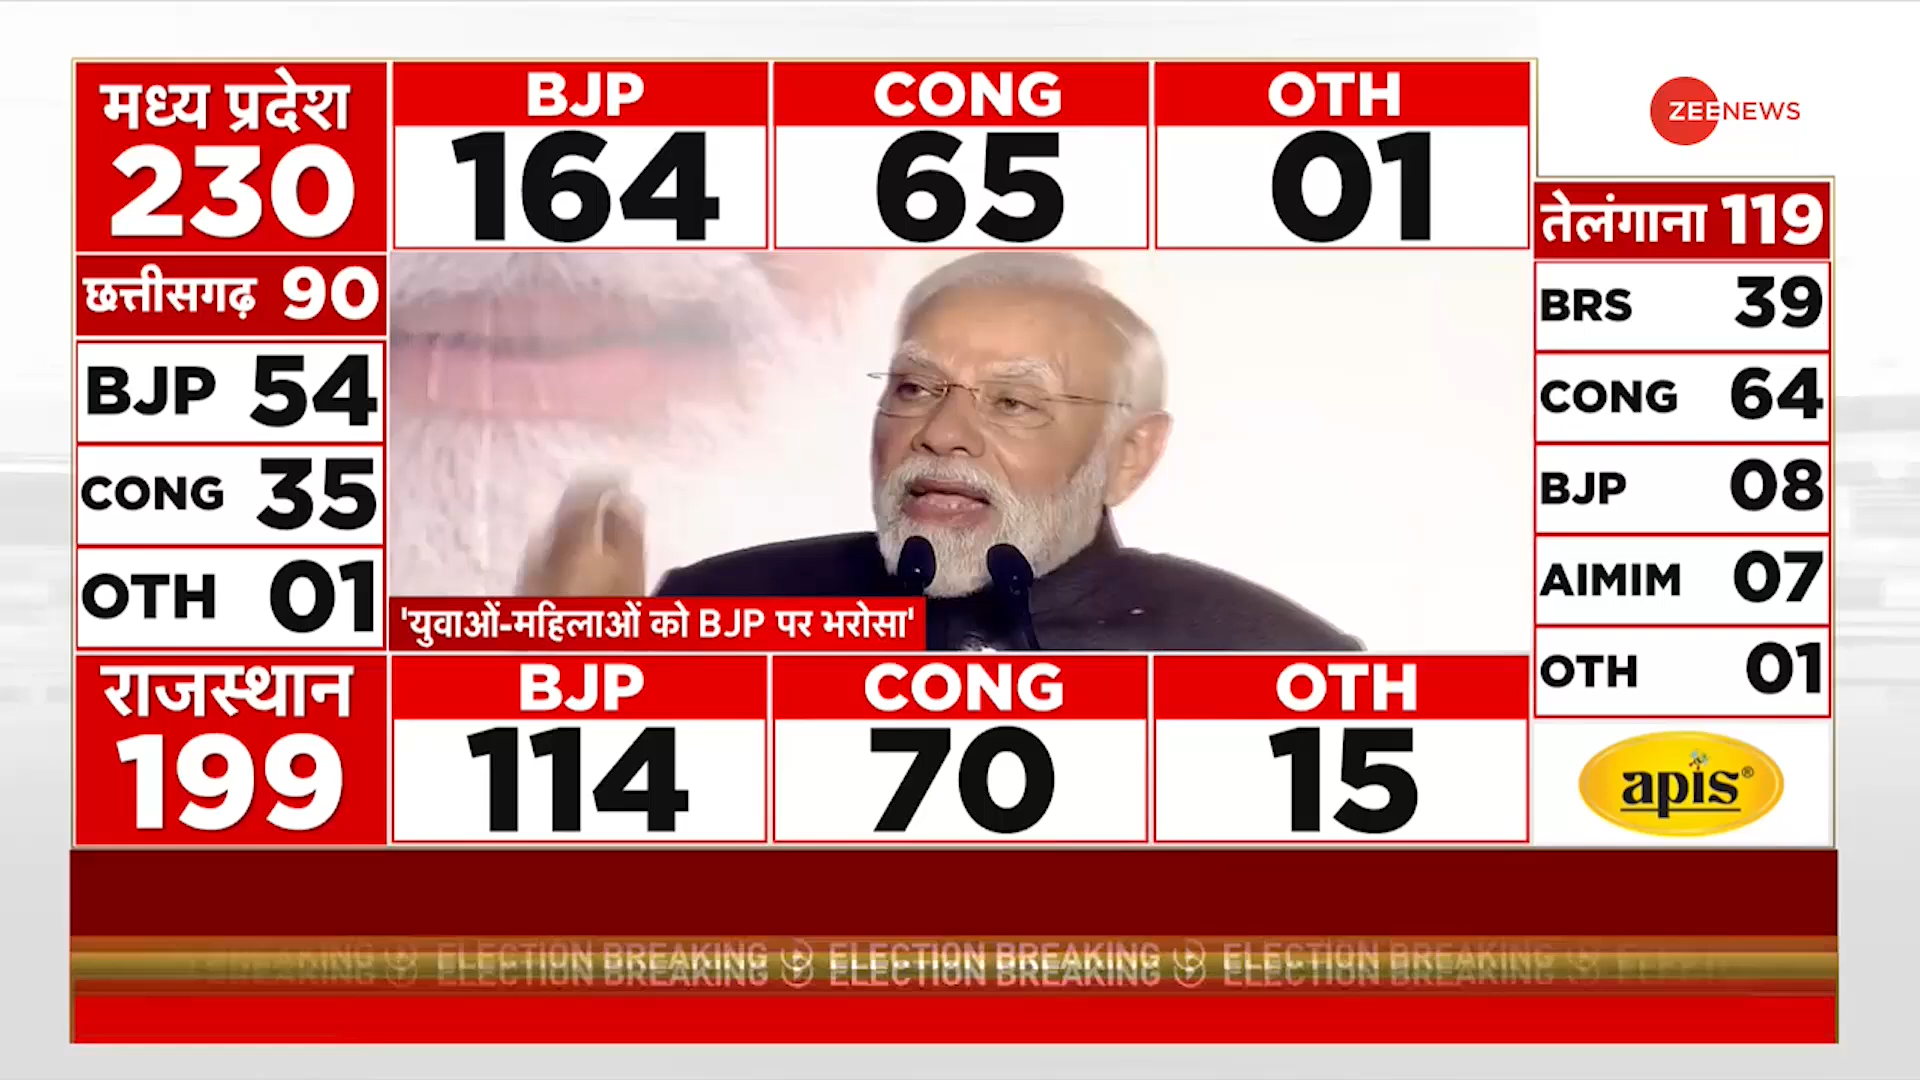 मध्य प्रदेश
230
BJP
164
CONG
65
OTH
01
ZEENEWS
छत्तीसगढ़ 90
BJP 54
CONG 35
OTH 01
तेलंगाना 119
BRS 39
CONG 64
BJP 08
AIMIM 07
OTH 01
'युवाओं-महिलाओं को BJP पर भरोसा'
राजस्थान
199
BJP
114
CONG
70
OTH
15
apis®
ELECTION BREAKING ELECTION BREAKING ELECTION BREAKING